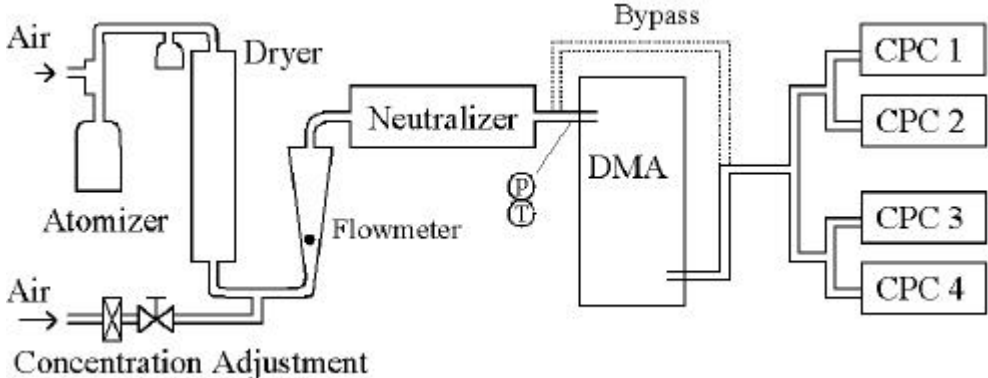 Bypass
Air
Dryer
CPC 1
Neutralizer
CPC 2
DMA
P
T
Atomizer
Flowmeter
CPC 3
Air
CPC 4
Concentration Adjustment